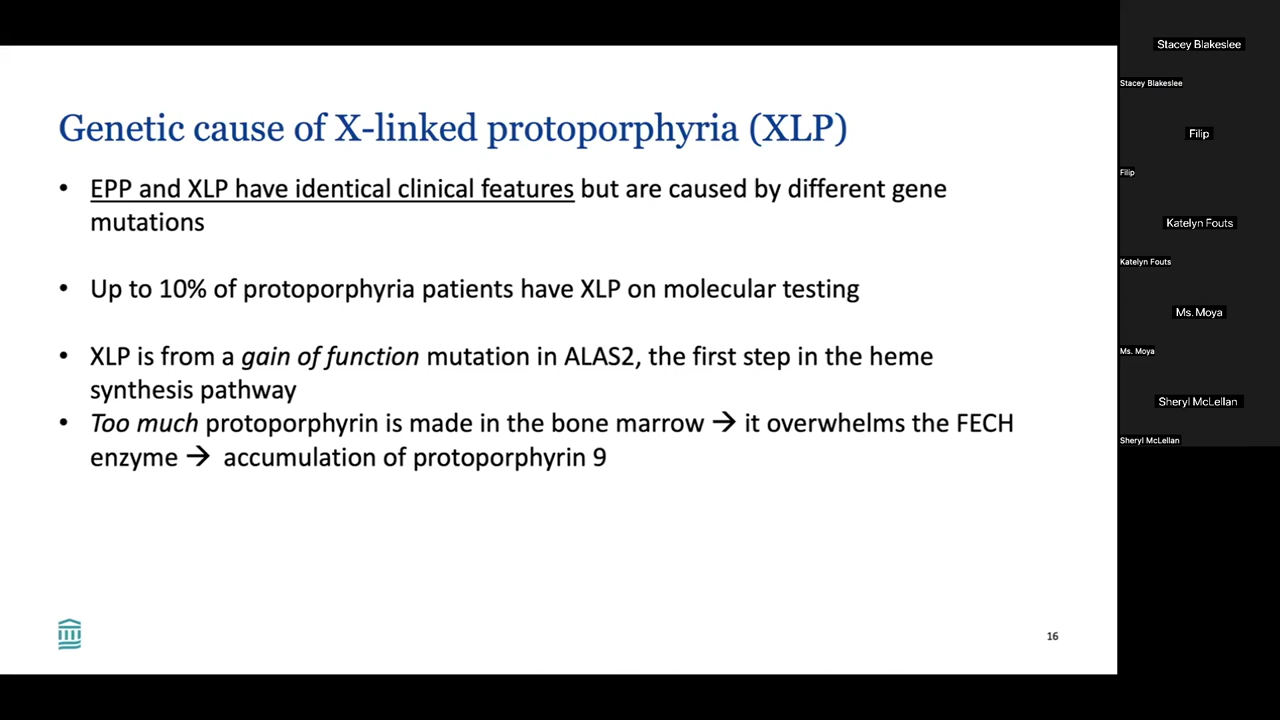 Genetic cause of X-linked protoporphyria (XLP)
• EPP and XLP have identical clinical features but are caused by different gene
mutations
• Up to 10% of protoporphyria patients have XLP on molecular testing
• XLP is from a gain of function mutation in ALAS2, the first step in the heme
synthesis pathway
• Too much protoporphyrin is made in the bone marrow → it overwhelms the FECH
enzyme → accumulation of protoporphyrin 9
16
Stacey Blakeslee
Stacey Blakeslee
Filip
Filip
Katelyn Fouts
Katelyn Fouts
Ms. Moya
Ms. Moya
Sheryl McLellan
Sheryl McLellan